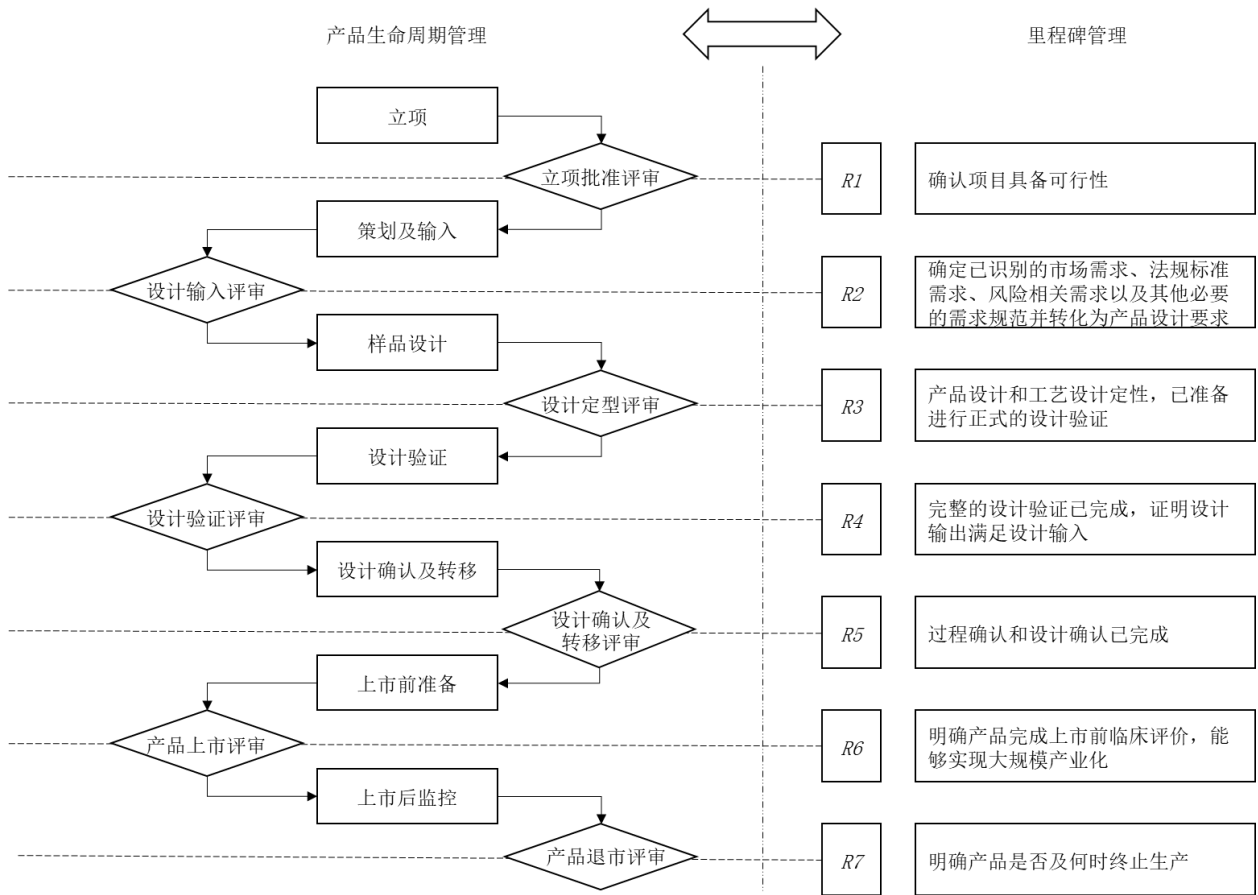 产品生命周期管理
里程碑管理
立项
立项批准评审
R1
确认项目具备可行性
策划及输入
设计输入评审
R2
确定已识别的市场需求、法规标准
需求、风险相关需求以及其他必要
的需求规范并转化为产品设计要求
样品设计
设计定型评审
R3
产品设计和工艺设计定性，已准备
进行正式的设计验证
设计验证
设计验证评审
R4
完整的设计验证已完成，证明设计
输出满足设计输入
设计确认及转移
设计确认及
转移评审
R5
过程确认和设计确认已完成
上市前准备
产品上市评审
R6
明确产品完成上市前临床评价，能
够实现大规模产业化
上市后监控
产品退市评审
R7
明确产品是否及何时终止生产